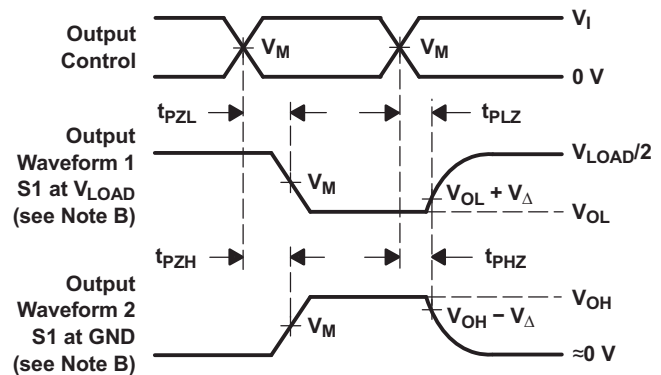 Output
Control
V_M
V_M
V_I
0 V
t_PZL
t_PLZ
Output
Waveform 1
S1 at V_LOAD
(see Note B)
V_M
V_LOAD/2
V_OL + V_Δ
V_OL
t_PZH
t_PHZ
Output
Waveform 2
S1 at GND
(see Note B)
V_M
V_OH
V_OH − V_Δ
≈0 V